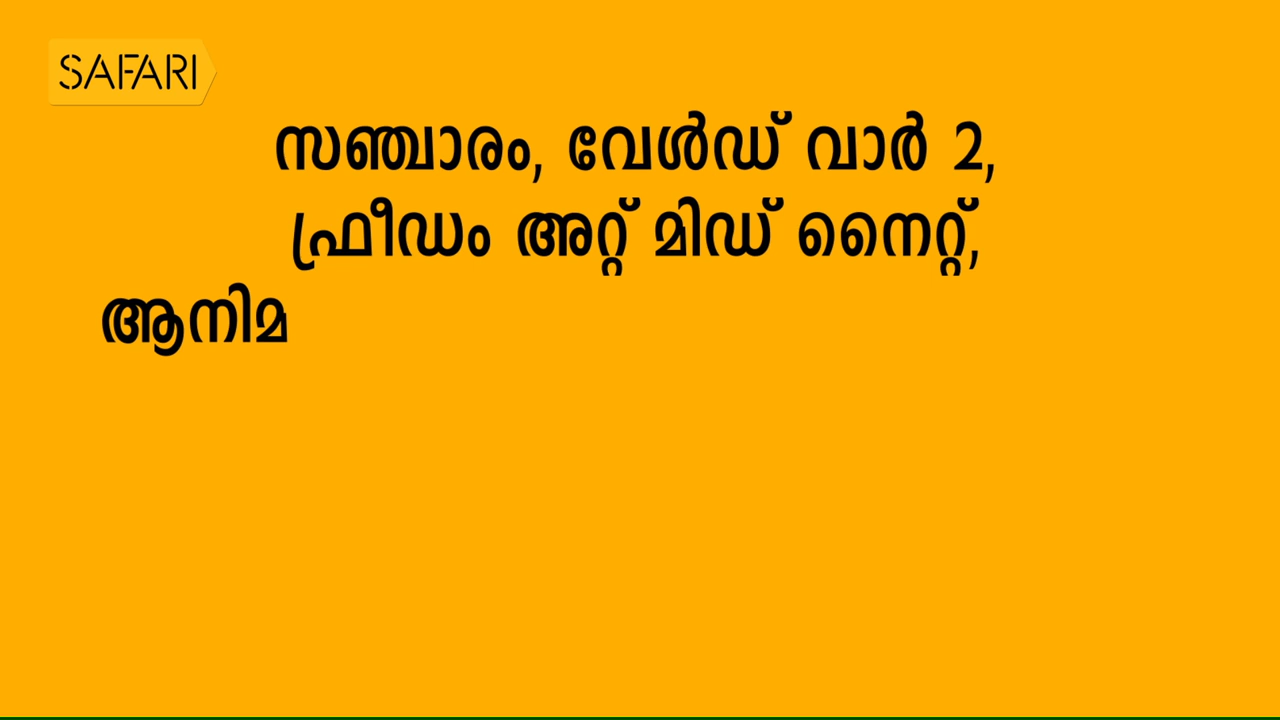 SAFARI
സഞ്ചാരം, വേൾഡ് വാർ 2,
ഫ്രീഡം അറ്റ് മിഡ് നൈറ്റ്,
ആനിമ